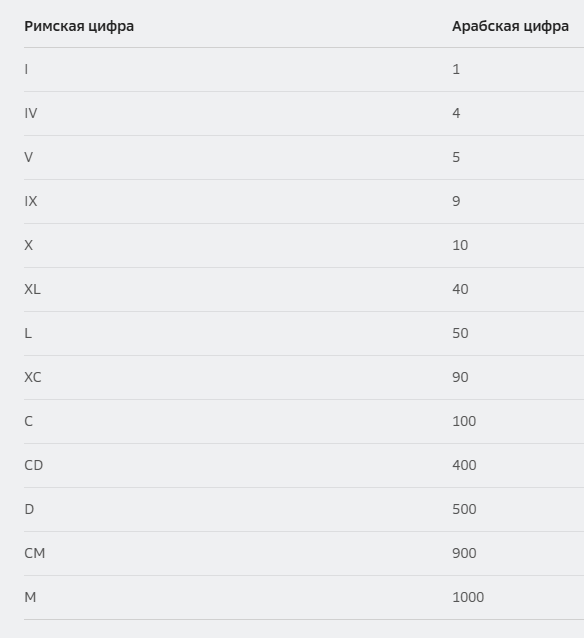 Римская цифра Арабская цифра
I 1
IV 4
V 5
IX 9
X 10
XL 40
L 50
XC 90
C 100
CD 400
D 500
CM 900
M 1000